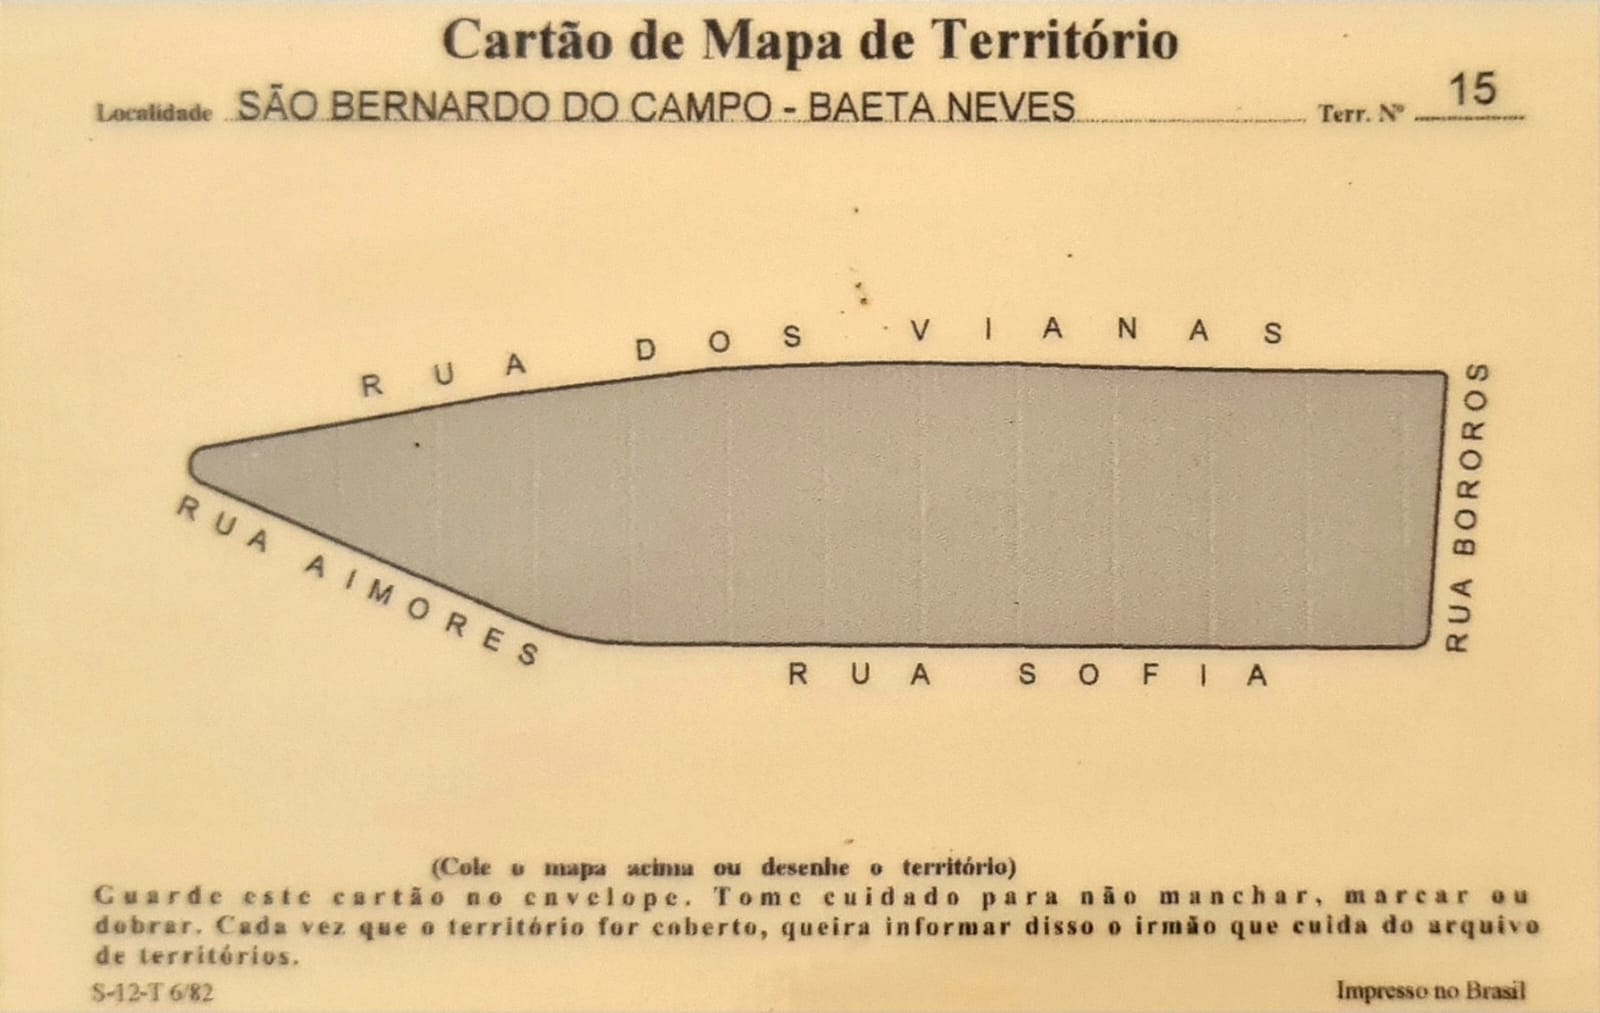 Cartão de Mapa de Território
Localidade SÃO BERNARDO DO CAMPO - BAETA NEVES Terr. Nº 15
RUA DOS VIANAS
RUA BOROROS
RUA AIMORES
RUA SOFIA
(Cole o mapa acima ou desenhe o território)
Guarde este cartão no envelope. Tome cuidado para não manchar, marcar ou
dobrar. Cada vez que o território for coberto, queira informar disso o irmão que cuida do arquivo
de territórios.
S-12-T 6/82 Impresso no Brasil